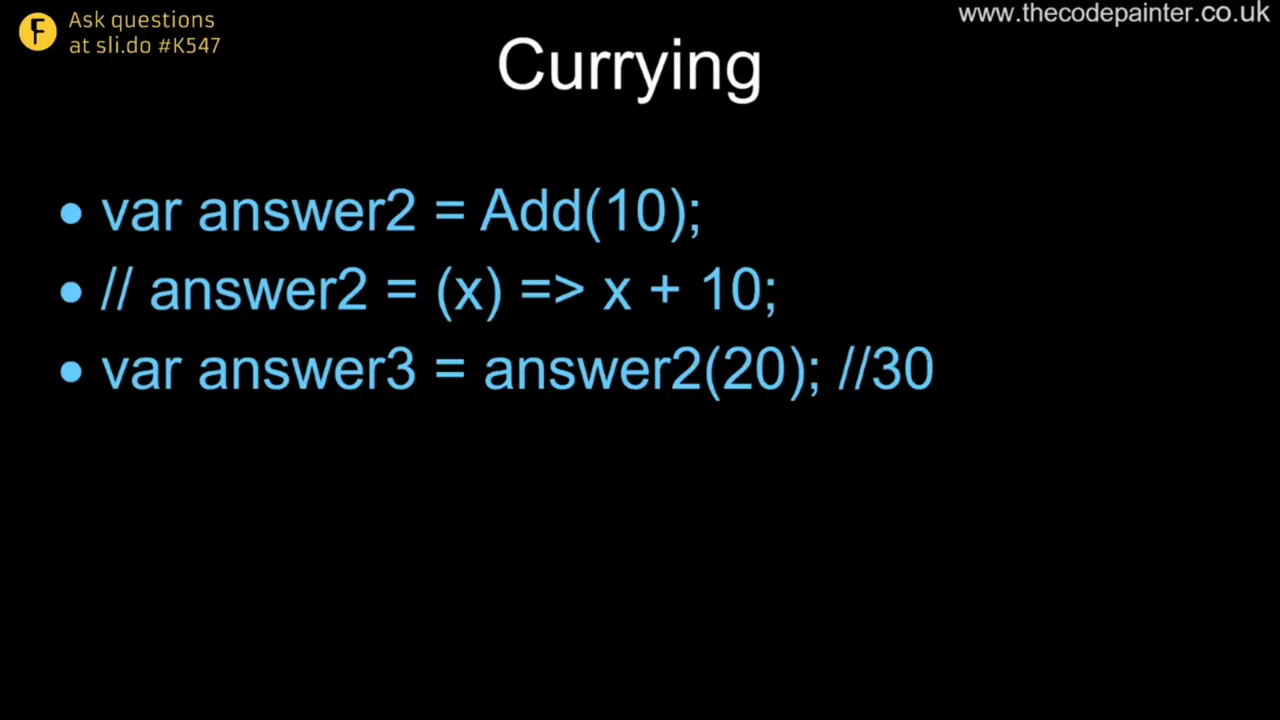 Ask questions
at sli.do #K547
www.thecodepainter.co.uk
Currying
• var answer2 = Add(10);
• // answer2 = (x) => x + 10;
• var answer3 = answer2(20); //30